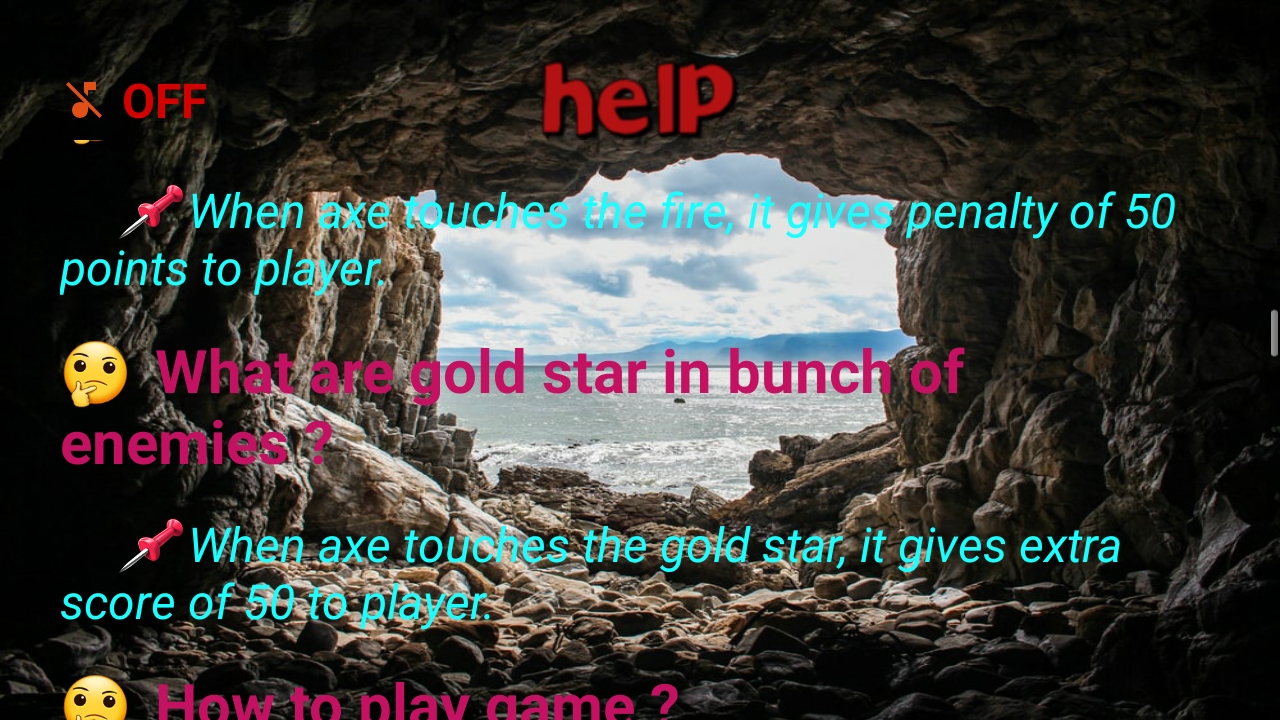 help
OFF
📌When axe touches the fire, it gives penalty of 50
points to player.
🤔 What are gold star in bunch of
enemies ?
📌When axe touches the gold star, it gives extra
score of 50 to player.
🤔 How to play game ?